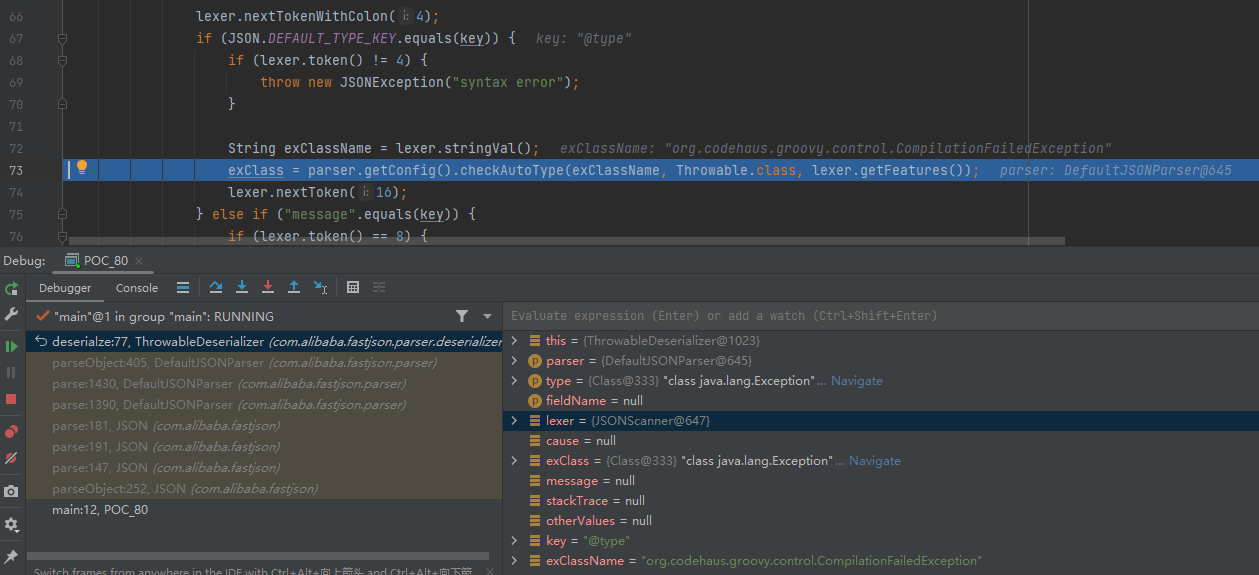 66 lexer.nextTokenWithColon( i: 4);
67 if (JSON.DEFAULT_TYPE_KEY.equals(key)) { key: "@type"
68 if (lexer.token() != 4) {
69 throw new JSONException("syntax error");
70 }
71
72 String exClassName = lexer.stringVal(); exClassName: "org.codehaus.groovy.control.CompilationFailedException"
73 exClass = parser.getConfig().checkAutoType(exClassName, Throwable.class, lexer.getFeatures()); parser: DefaultJSONParser@645
74 lexer.nextToken( i: 16);
75 } else if ("message".equals(key)) {
76 if (lexer.token() == 8) {
Debug: POC_80
Debugger Console
"main"@1 in group "main": RUNNING
deserialze:77, ThrowableDeserializer (com.alibaba.fastjson.parser.deserializer
parseObject:405, DefaultJSONParser (com.alibaba.fastjson.parser)
parse:1430, DefaultJSONParser (com.alibaba.fastjson.parser)
parse:1390, DefaultJSONParser (com.alibaba.fastjson.parser)
parse:181, JSON (com.alibaba.fastjson)
parse:191, JSON (com.alibaba.fastjson)
parse:147, JSON (com.alibaba.fastjson)
parseObject:252, JSON (com.alibaba.fastjson)
main:12, POC_80
Switch frames from anywhere in the IDE with Ctrl+Alt+向上箭头 and Ctrl+Alt+向下箭
Evaluate expression (Enter) or add a watch (Ctrl+Shift+Enter)
this = {ThrowableDeserializer@1023}
parser = {DefaultJSONParser@645}
type = {Class@333} "class java.lang.Exception"... Navigate
fieldName = null
lexer = {JSONScanner@647}
cause = null
exClass = {Class@333} "class java.lang.Exception"... Navigate
message = null
stackTrace = null
otherValues = null
key = "@type"
exClassName = "org.codehaus.groovy.control.CompilationFailedException"